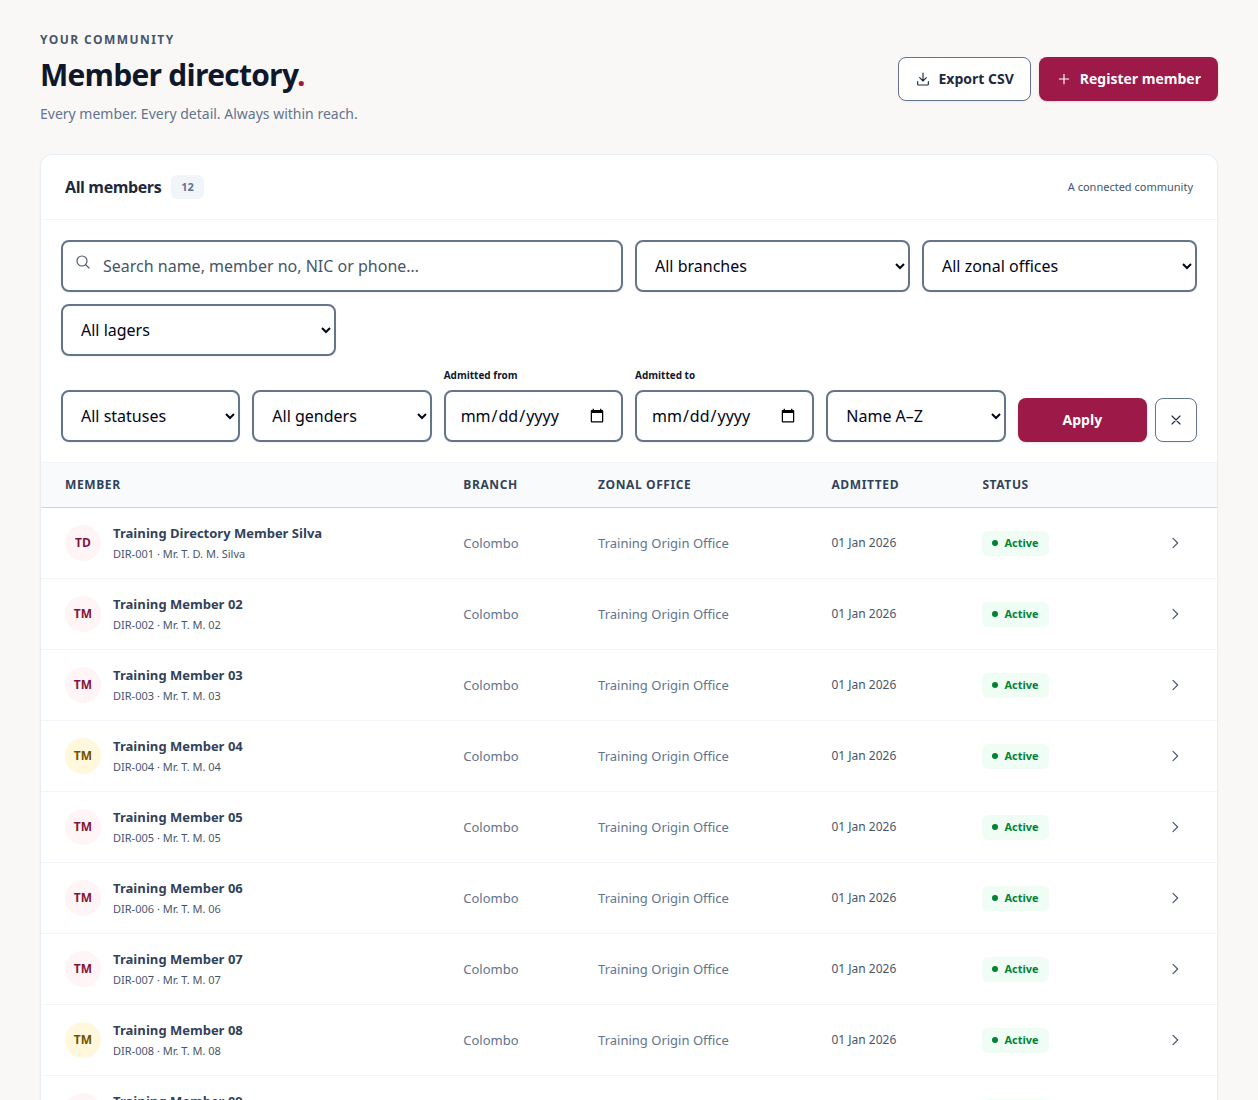 YOUR COMMUNITY
Member directory.
Every member. Every detail. Always within reach.
Export CSV
Register member
All members 12
A connected community
Search name, member no, NIC or phone...
All branches
All zonal offices
All lagers
Admitted from
Admitted to
All statuses
All genders
mm/dd/yyyy
mm/dd/yyyy
Name A–Z
Apply
MEMBER BRANCH ZONAL OFFICE ADMITTED STATUS
TD Training Directory Member Silva
DIR-001 · Mr. T. D. M. Silva
Colombo Training Origin Office 01 Jan 2026 Active
TM Training Member 02
DIR-002 · Mr. T. M. 02
Colombo Training Origin Office 01 Jan 2026 Active
TM Training Member 03
DIR-003 · Mr. T. M. 03
Colombo Training Origin Office 01 Jan 2026 Active
TM Training Member 04
DIR-004 · Mr. T. M. 04
Colombo Training Origin Office 01 Jan 2026 Active
TM Training Member 05
DIR-005 · Mr. T. M. 05
Colombo Training Origin Office 01 Jan 2026 Active
TM Training Member 06
DIR-006 · Mr. T. M. 06
Colombo Training Origin Office 01 Jan 2026 Active
TM Training Member 07
DIR-007 · Mr. T. M. 07
Colombo Training Origin Office 01 Jan 2026 Active
TM Training Member 08
DIR-008 · Mr. T. M. 08
Colombo Training Origin Office 01 Jan 2026 Active